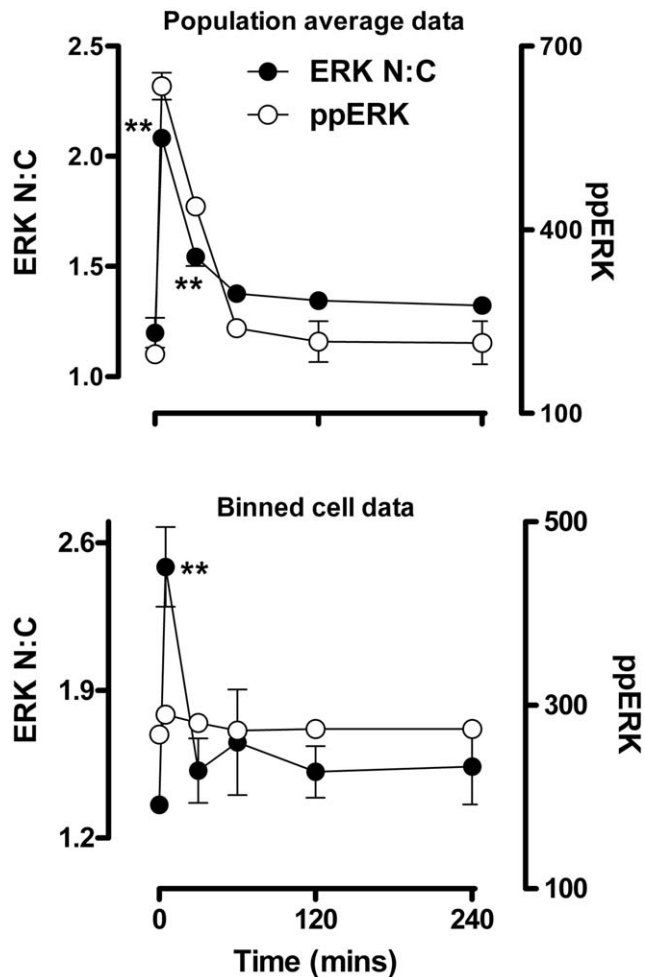 Population average data
2.5
2.0
1.5
1.0
ERK N:C
ERK N:C
ppERK
**
**
700
400
100
ppERK
Binned cell data
2.6
1.9
1.2
ERK N:C
**
500
300
100
ppERK
0 120 240
Time (mins)